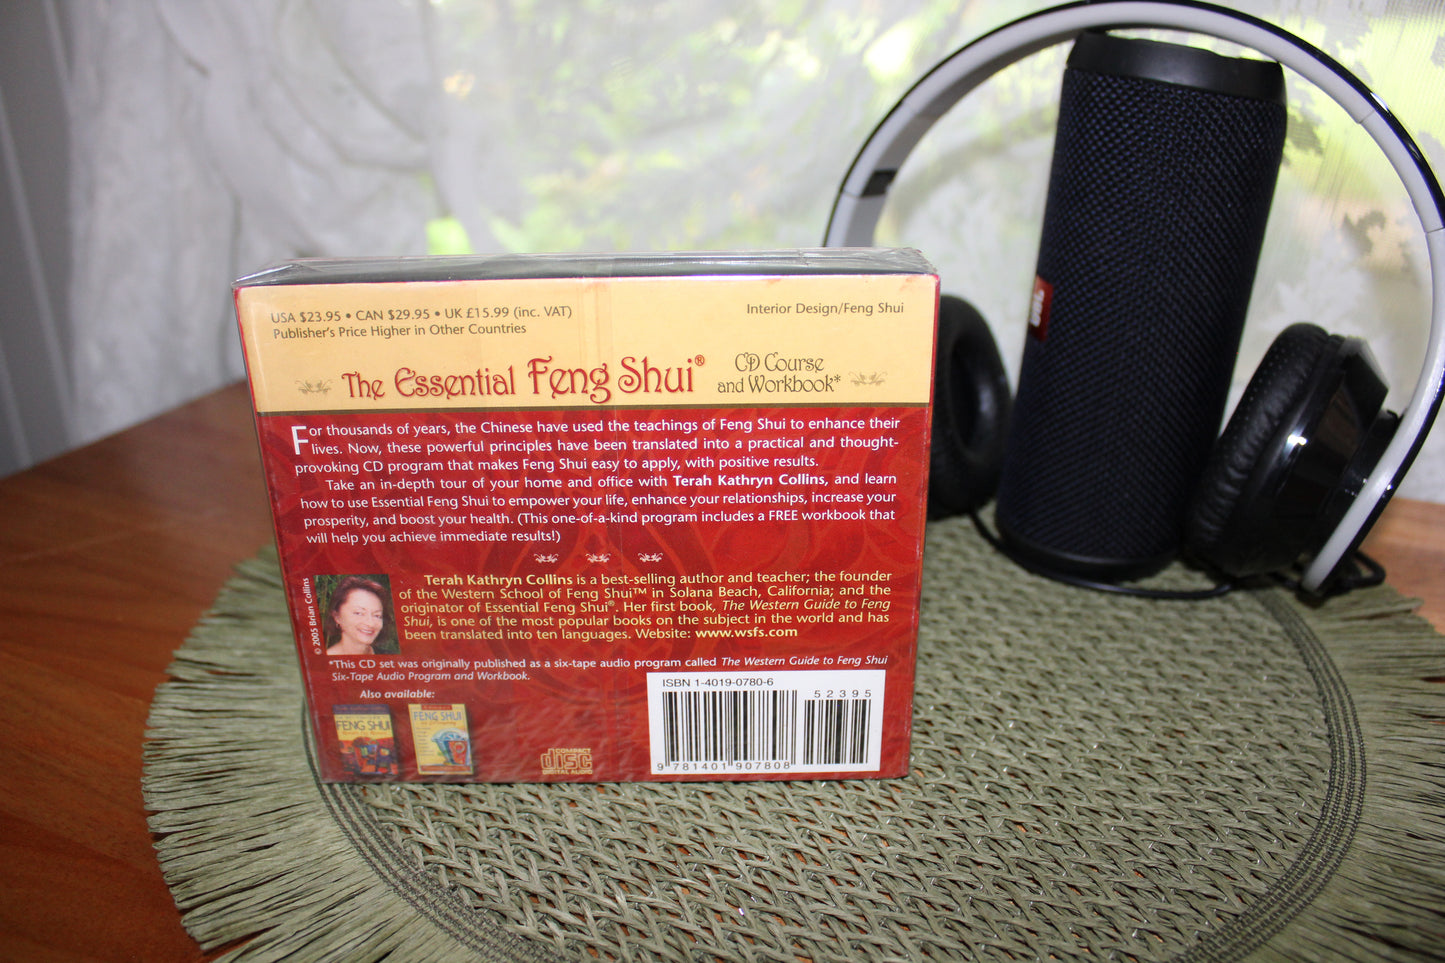 USA $23.95 • CAN $29.95 • UK £15.99 (inc. VAT)
Publisher's Price Higher in Other Countries
Interior Design/Feng Shui
The Essential Feng Shui® CD Course
and Workbook*
For thousands of years, the Chinese have used the teachings of Feng Shui to enhance their
lives. Now, these powerful principles have been translated into a practical and thought-
provoking CD program that makes Feng Shui easy to apply, with positive results.
Take an in-depth tour of your home and office with Terah Kathryn Collins, and learn
how to use Essential Feng Shui to empower your life, enhance your relationships, increase your
prosperity, and boost your health. (This one-of-a-kind program includes a FREE workbook that
will help you achieve immediate results!)
© 2005 Brian Collins
Terah Kathryn Collins is a best-selling author and teacher; the founder
of the Western School of Feng Shui™ in Solana Beach, California; and the
originator of Essential Feng Shui®. Her first book, The Western Guide to Feng
Shui, is one of the most popular books on the subject in the world and has
been translated into ten languages. Website: www.wsfs.com
*This CD set was originally published as a six-tape audio program called The Western Guide to Feng Shui
Six-Tape Audio Program and Workbook.
Also available:
FENG SHUI
FENG SHUI
COMPACT
disc
DIGITAL AUDIO
ISBN 1-4019-0780-6
52395
9 781401 907808